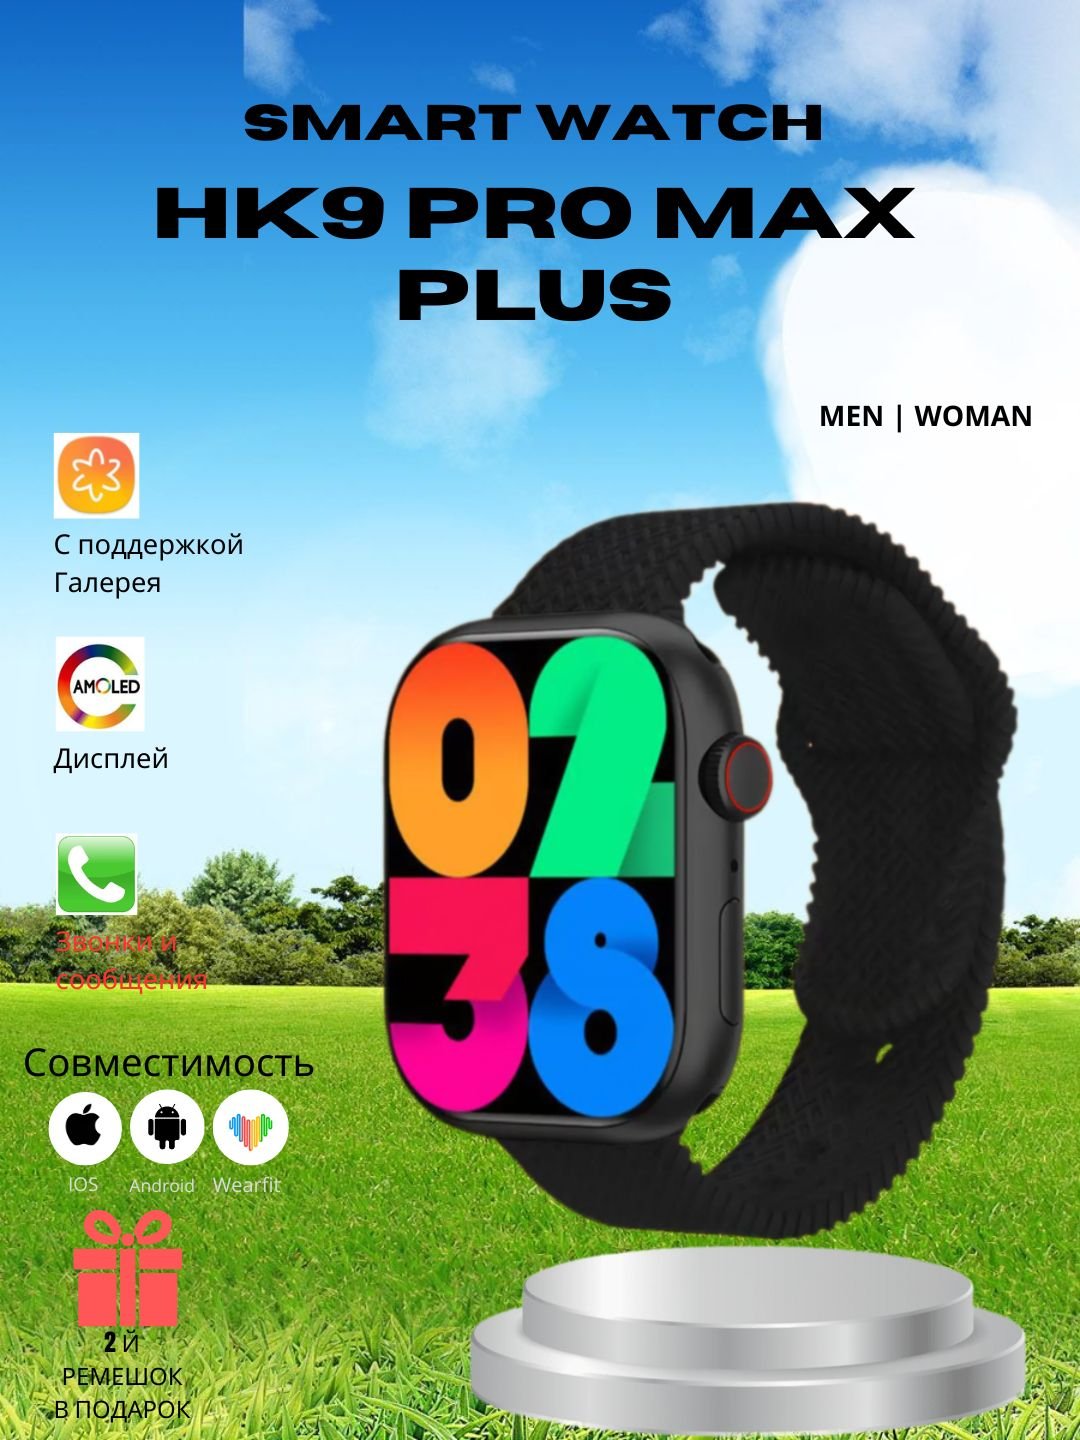 SMART WATCH
HK9 PRO MAX
PLUS
MEN | WOMAN
С поддержкой
Галерея
AMOLED
Дисплей
Звонки и
сообщения
02
38
Совместимость
IOS Android Wearfit
2 Й
РЕМЕШОК
В ПОДАРОК